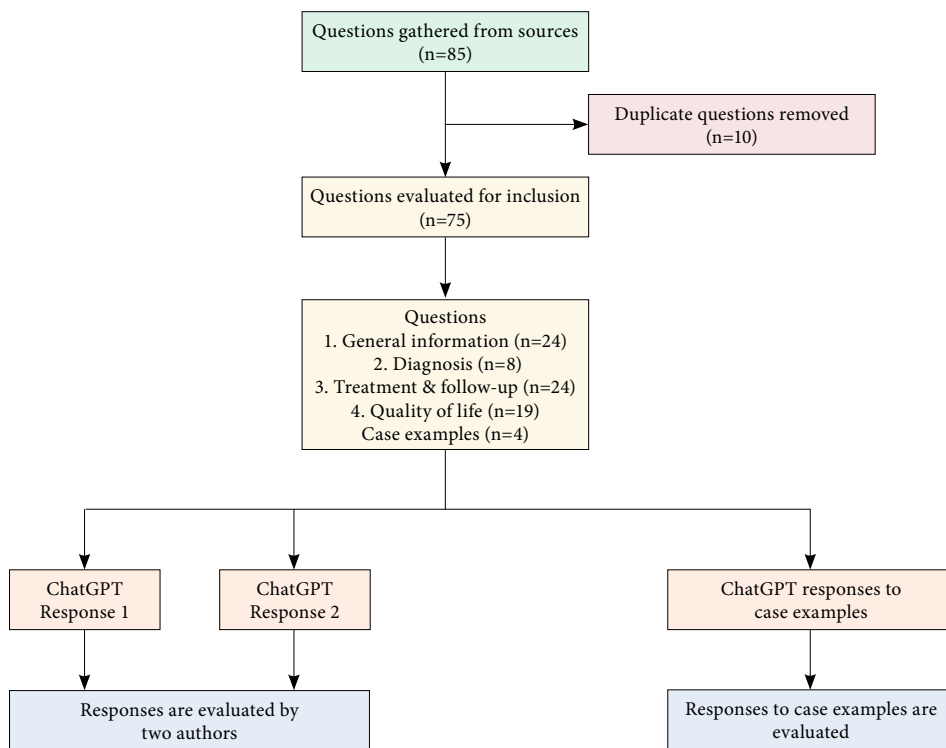 Questions gathered from sources
(n=85)
Duplicate questions removed
(n=10)
Questions evaluated for inclusion
(n=75)
Questions
1. General information (n=24)
2. Diagnosis (n=8)
3. Treatment & follow-up (n=24)
4. Quality of life (n=19)
Case examples (n=4)
ChatGPT
Response 1
ChatGPT
Response 2
ChatGPT responses to
case examples
Responses are evaluated by
two authors
Responses to case examples are
evaluated